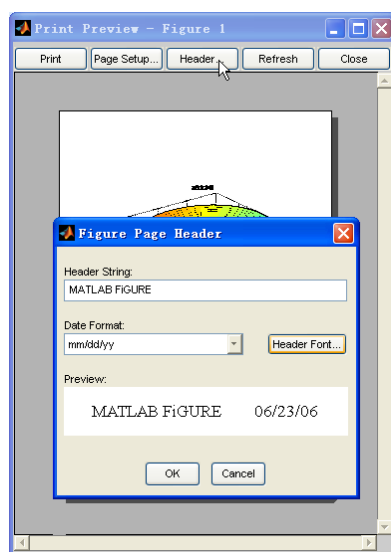 Print Preview - Figure 1
Print Page Setup... Header... Refresh Close
Figure Page Header
Header String:
MATLAB FiGURE
Date Format:
mm/dd/yy Header Font...
Preview:
MATLAB FiGURE 06/23/06
OK Cancel